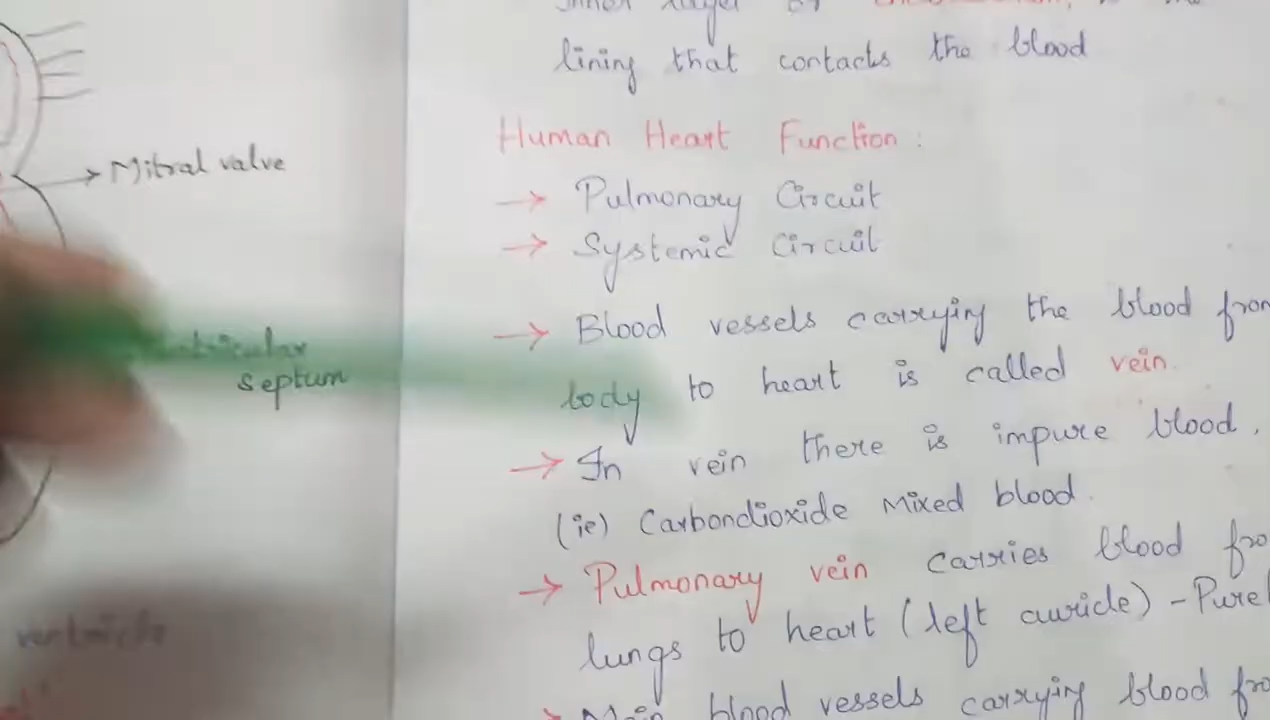 Mitral valve
septum
lining that contacts the blood
Human Heart Function :
→ Pulmonary Circuit
→ Systemic Circuit
→ Blood vessels carrying the blood from
body to heart is called vein.
→ In vein there is impure blood.
(ie) Carbondioxide Mixed blood.
→ Pulmonary vein carries blood fro
lungs to heart (left auricle) - Pure
blood vessels carrying blood fro